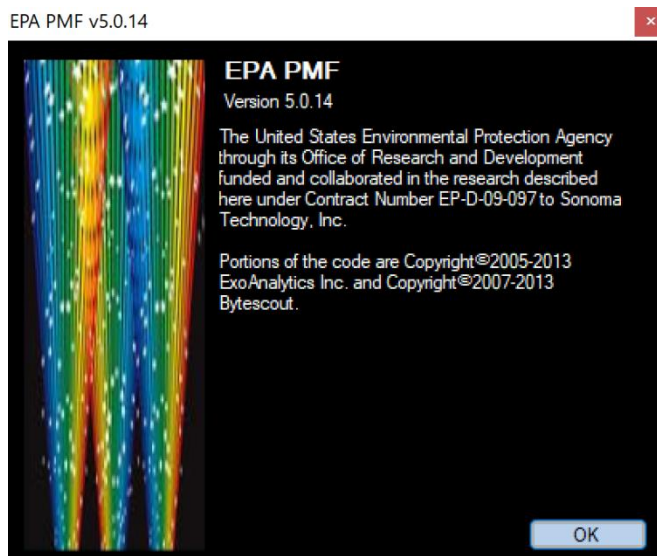 EPA PMF v5.0.14
EPA PMF
Version 5.0.14
The United States Environmental Protection Agency
through its Office of Research and Development
funded and collaborated in the research described
here under Contract Number EP-D-09-097 to Sonoma
Technology, Inc.
Portions of the code are Copyright©2005-2013
ExoAnalytics Inc. and Copyright©2007-2013
Bytescout.
OK